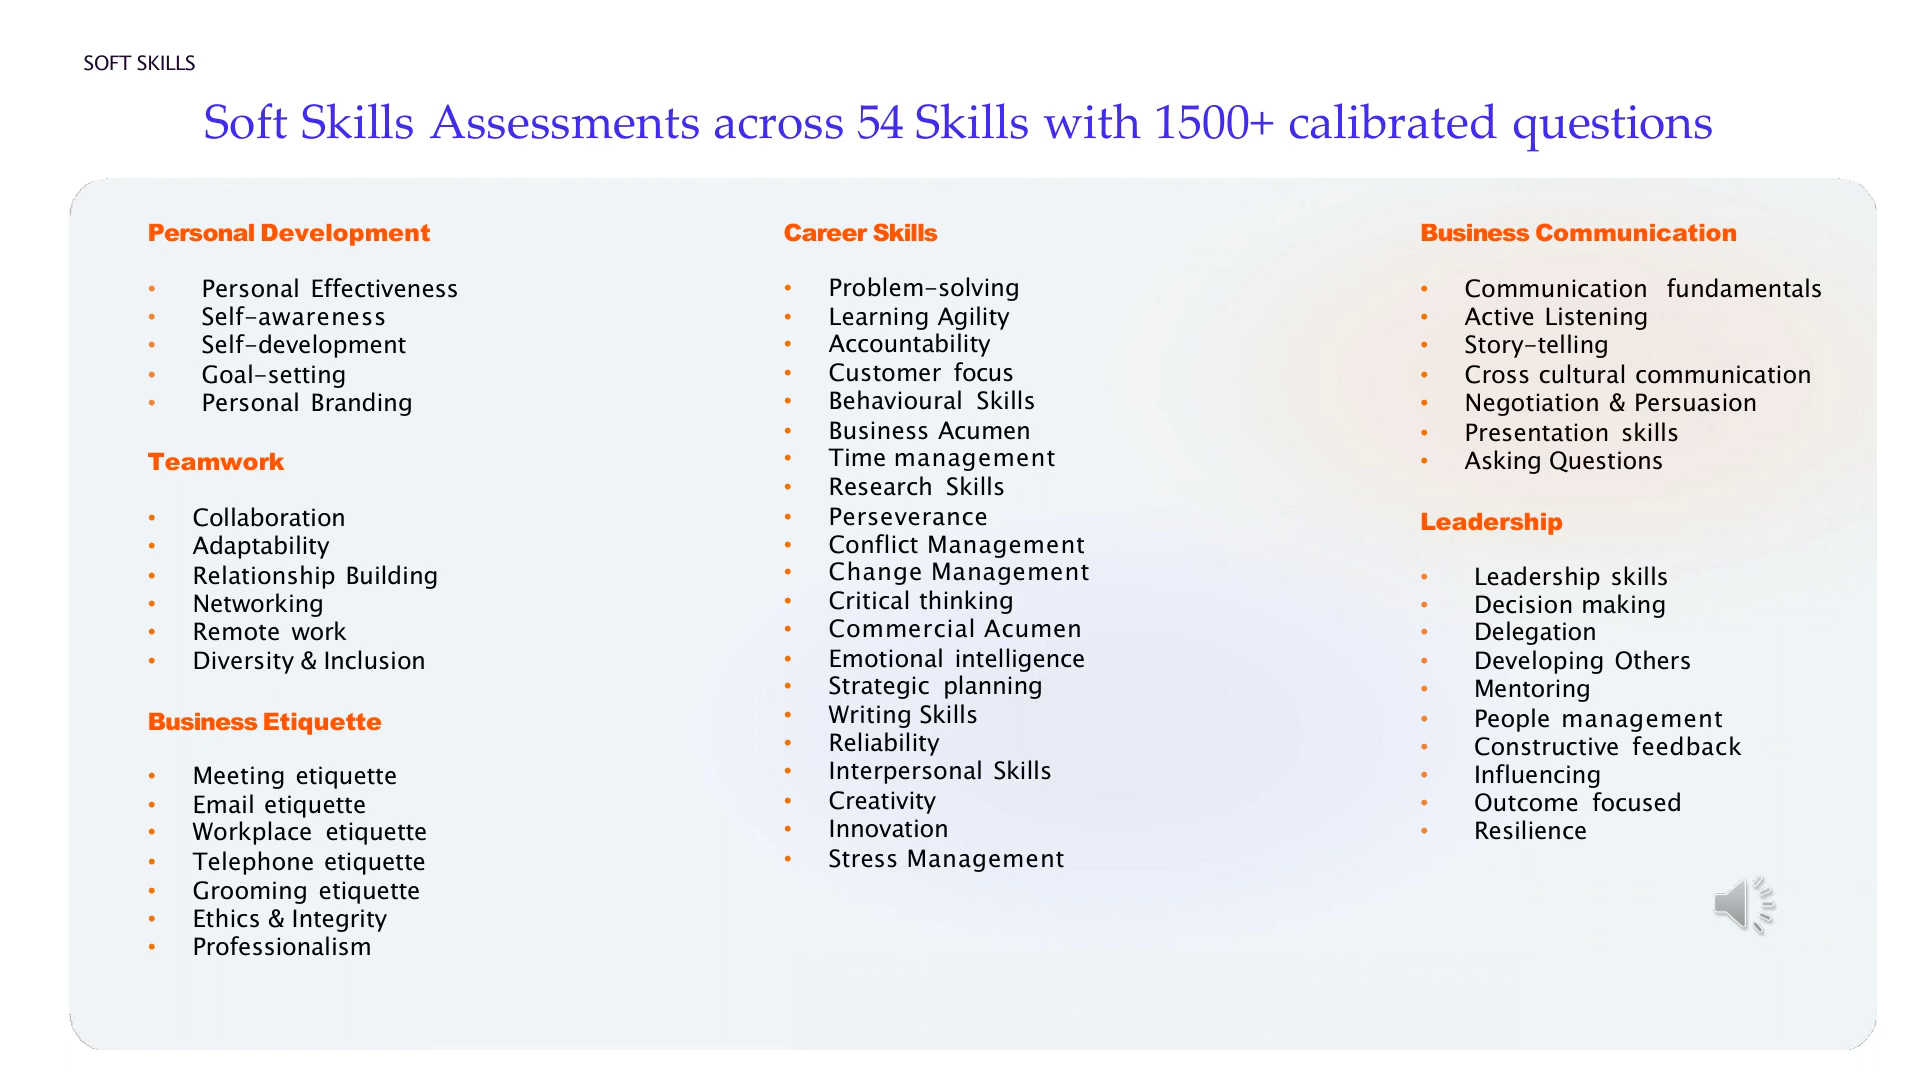 SOFT SKILLS
Soft Skills Assessments across 54 Skills with 1500+ calibrated questions
Personal Development
• Personal Effectiveness
• Self-awareness
• Self-development
• Goal-setting
• Personal Branding
Teamwork
• Collaboration
• Adaptability
• Relationship Building
• Networking
• Remote work
• Diversity & Inclusion
Business Etiquette
• Meeting etiquette
• Email etiquette
• Workplace etiquette
• Telephone etiquette
• Grooming etiquette
• Ethics & Integrity
• Professionalism
Career Skills
• Problem-solving
• Learning Agility
• Accountability
• Customer focus
• Behavioural Skills
• Business Acumen
• Time management
• Research Skills
• Perseverance
• Conflict Management
• Change Management
• Critical thinking
• Commercial Acumen
• Emotional intelligence
• Strategic planning
• Writing Skills
• Reliability
• Interpersonal Skills
• Creativity
• Innovation
• Stress Management
Business Communication
• Communication fundamentals
• Active Listening
• Story-telling
• Cross cultural communication
• Negotiation & Persuasion
• Presentation skills
• Asking Questions
Leadership
• Leadership skills
• Decision making
• Delegation
• Developing Others
• Mentoring
• People management
• Constructive feedback
• Influencing
• Outcome focused
• Resilience